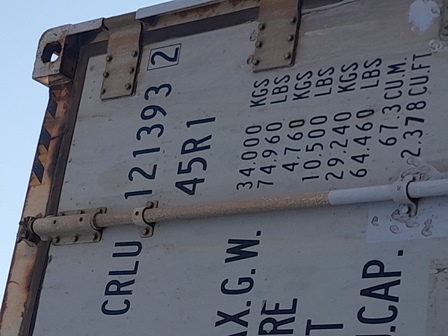 CRLU 121393 2
45R1
AX.G.W. 34.000 KGS
74.960 LBS
RE 4.760 KGS
10.500 LBS
T 29.240 KGS
64.460 LBS
.CAP. 67.3 CU.M.
2.378 CU.FT